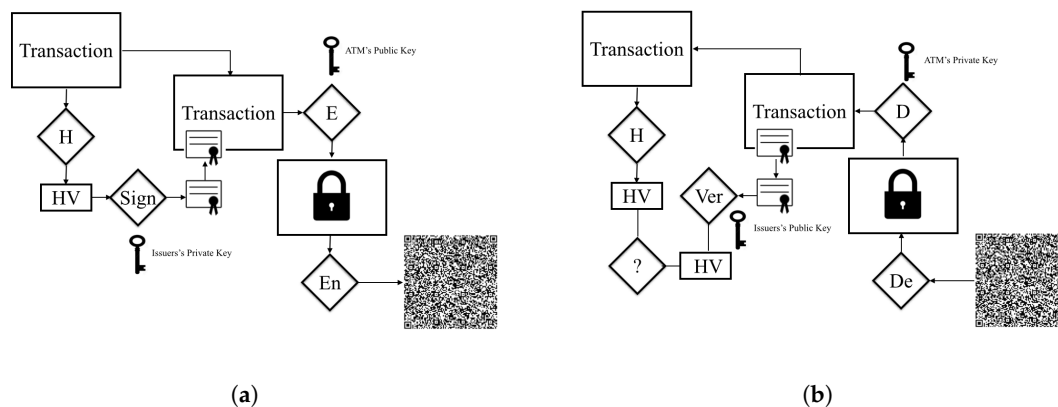 Transaction
ATM's Public Key
Transaction
E
H
HV
Sign
Issuers's Private Key
En
(a)
Transaction
ATM's Private Key
Transaction
D
H
HV
Ver
Issuers's Public Key
?
HV
De
(b)